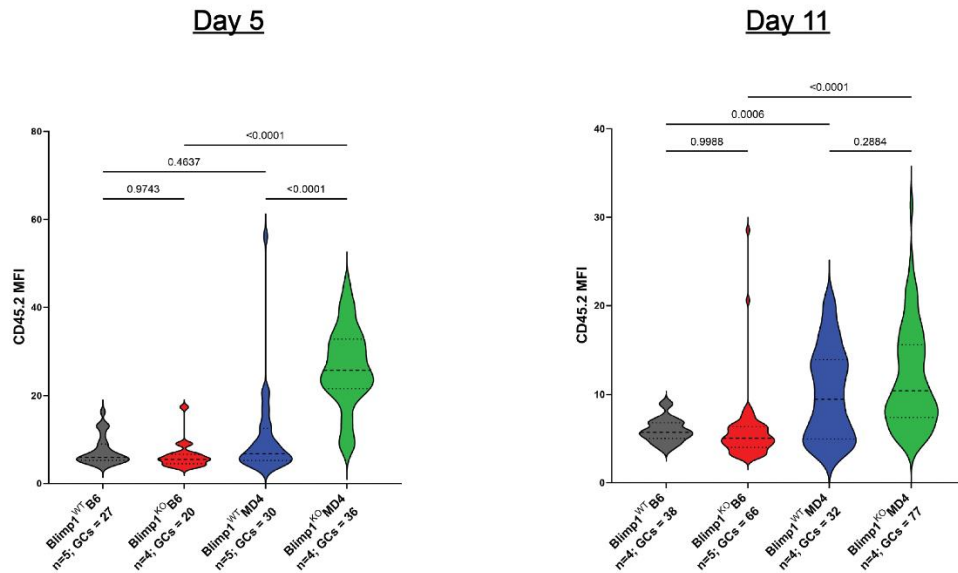 Day 5
Day 11
<0.0001
0.4637
0.9743
<0.0001
CD45.2 MFI
80
60
40
20
0
Blimp1WT B6
n=5; GCs = 27
Blimp1KO B6
n=4; GCs = 20
Blimp1WT MD4
n=5; GCs = 30
Blimp1KO MD4
n=4; GCs = 36
<0.0001
0.0006
0.9988
0.2884
CD45.2 MFI
40
30
20
10
0
Blimp1WT B6
n=4; GCs = 38
Blimp1KO B6
n=5; GCs = 66
Blimp1WT MD4
n=4; GCs = 32
Blimp1KO MD4
n=4; GCs = 77